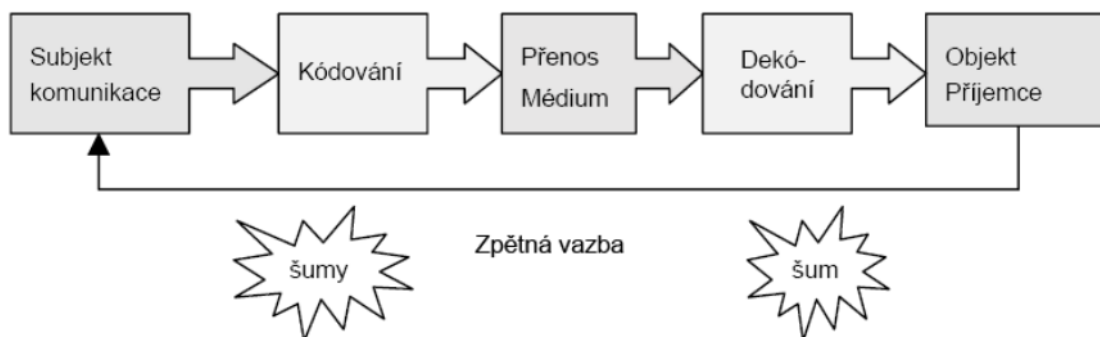 Subjekt
komunikace
Kódování
Přenos
Médium
Dekó-
dování
Objekt
Příjemce
šumy
Zpětná vazba
šum